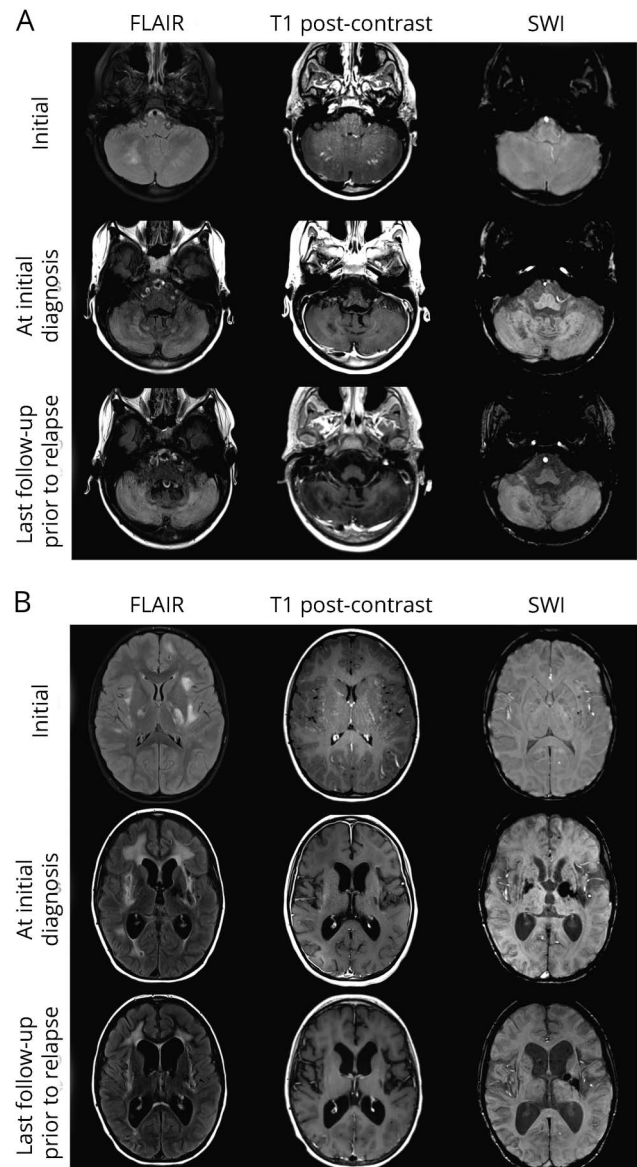 A
FLAIR T1 post-contrast SWI
Initial
At initial
diagnosis
Last follow-up
prior to relapse
B
FLAIR T1 post-contrast SWI
Initial
At initial
diagnosis
Last follow-up
prior to relapse